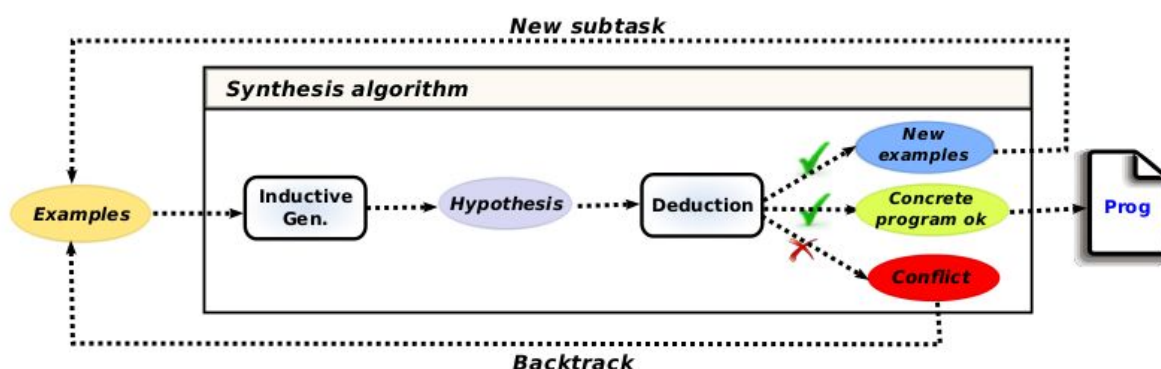 New subtask
Synthesis algorithm
Examples
Inductive
Gen.
Hypothesis
Deduction
New
examples
Concrete
program ok
Conflict
Prog
Backtrack